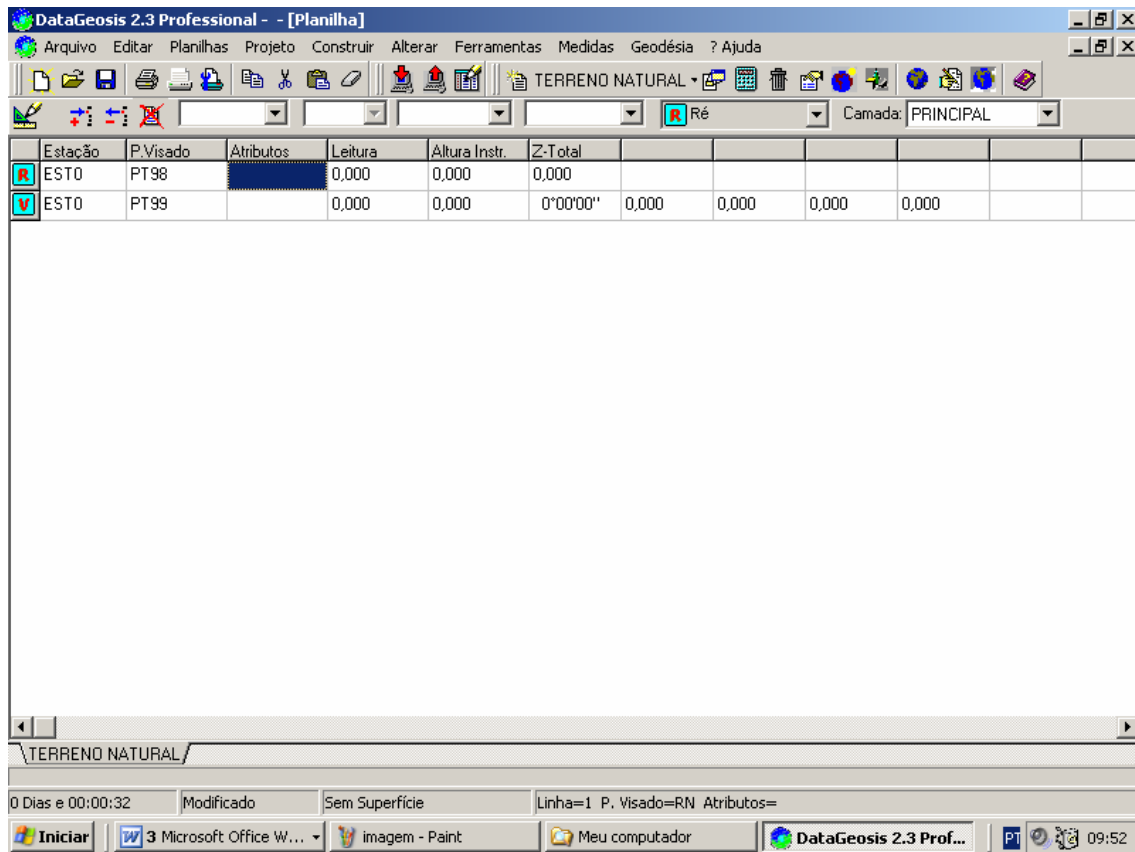 DataGeosis 2.3 Professional - - [Planilha]
Arquivo Editar Planilhas Projeto Construir Alterar Ferramentas Medidas Geodésia ? Ajuda
TERRENO NATURAL
R Ré Camada: PRINCIPAL
Estação P.Visado Atributos Leitura Altura Instr. Z-Total
R EST0 PT98 0,000 0,000 0,000
V EST0 PT99 0,000 0,000 0°00'00'' 0,000 0,000 0,000 0,000
TERRENO NATURAL
0 Dias e 00:00:32 Modificado Sem Superfície Linha=1 P. Visado=RN Atributos=
Iniciar 3 Microsoft Office W... imagem - Paint Meu computador DataGeosis 2.3 Prof... PT 09:52